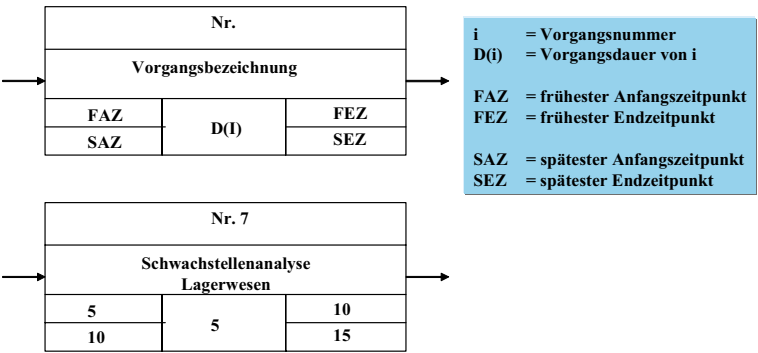 Nr.
Vorgangsbezeichnung
FAZ
D(I)
FEZ
SAZ
SEZ
i = Vorgangsnummer
D(i) = Vorgangsdauer von i
FAZ = frühester Anfangszeitpunkt
FEZ = frühester Endzeitpunkt
SAZ = spätester Anfangszeitpunkt
SEZ = spätester Endzeitpunkt
Nr. 7
Schwachstellenanalyse
Lagerwesen
5
5
10
10
15